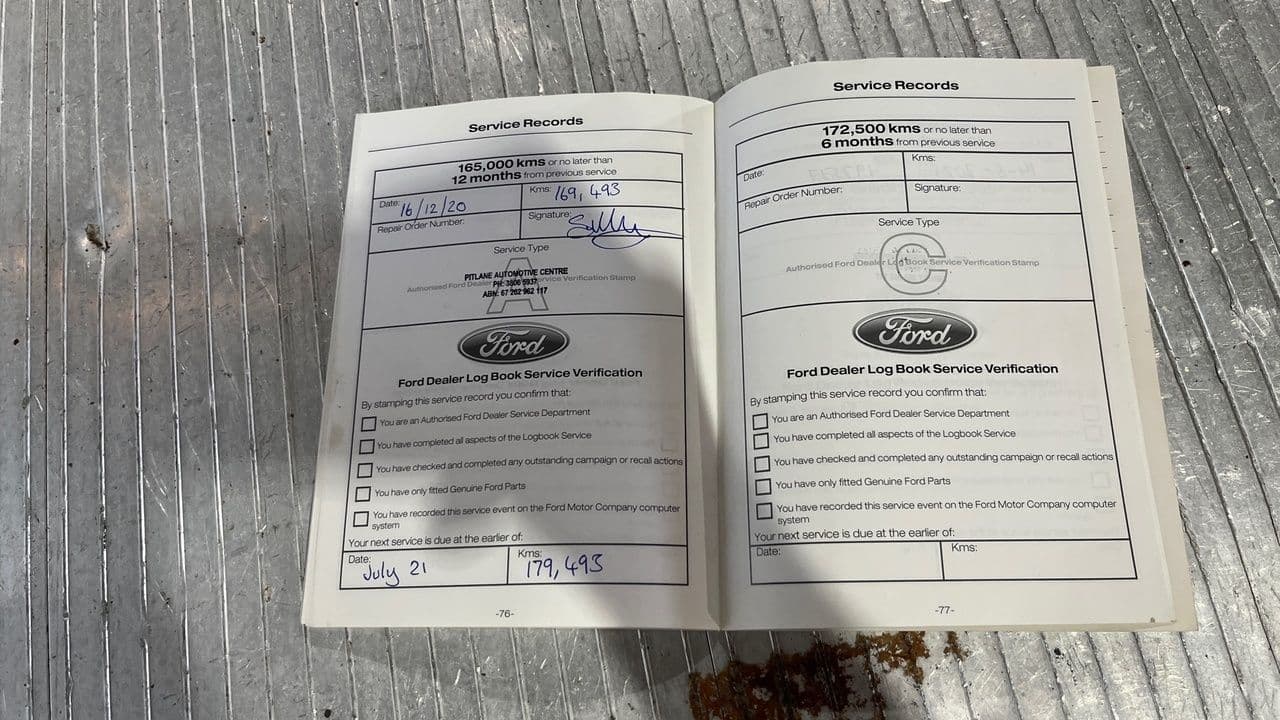 Service Records
165,000 kms or no later than
12 months from previous service
Date: 16/12/20
Kms: 169,493
Repair Order Number:
Signature:
Service Type
A
Authorised Ford Dealer Service Verification Stamp
PITLANE AUTOMOTIVE CENTRE
PH: 3806 5937
ABN: 67 262 962 117
Ford
Ford Dealer Log Book Service Verification
By stamping this service record you confirm that:
You are an Authorised Ford Dealer Service Department
You have completed all aspects of the Logbook Service
You have checked and completed any outstanding campaign or recall actions
You have only fitted Genuine Ford Parts
You have recorded this service event on the Ford Motor Company computer
system
Your next service is due at the earlier of:
Date: July 21
Kms: 179,493
-76-
Service Records
172,500 kms or no later than
6 months from previous service
Date:
Kms:
Repair Order Number:
Signature:
Service Type
C
Authorised Ford Dealer Log Book Service Verification Stamp
Ford
Ford Dealer Log Book Service Verification
By stamping this service record you confirm that:
You are an Authorised Ford Dealer Service Department
You have completed all aspects of the Logbook Service
You have checked and completed any outstanding campaign or recall actions
You have only fitted Genuine Ford Parts
You have recorded this service event on the Ford Motor Company computer
system
Your next service is due at the earlier of:
Date:
Kms:
-77-